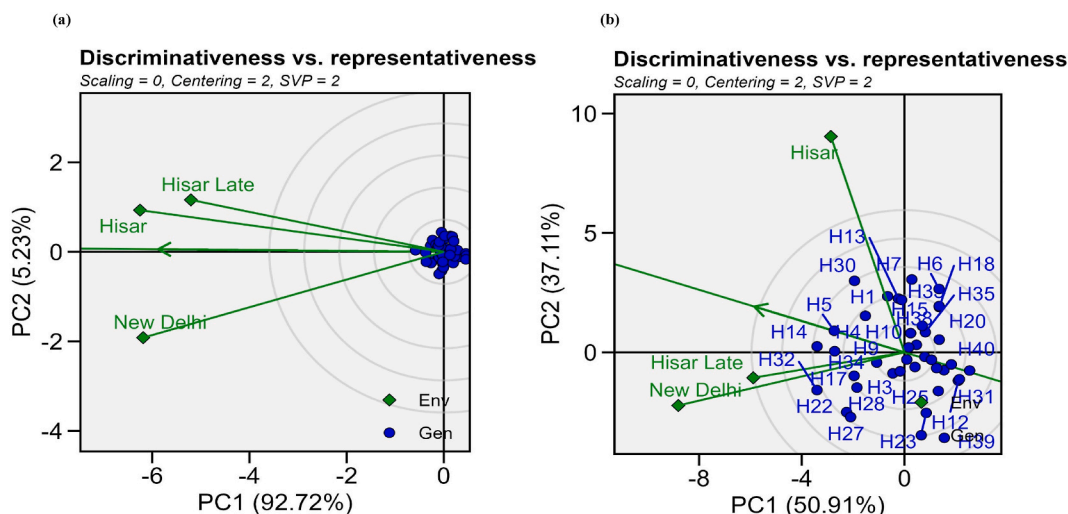 (a)
Discriminativeness vs. representativeness
Scaling = 0, Centering = 2, SVP = 2
PC2 (5.23%)
2
0
-2
-4
Hisar Late
Hisar
New Delhi
Env
Gen
-6
-4
-2
0
PC1 (92.72%)
(b)
Discriminativeness vs. representativeness
Scaling = 0, Centering = 2, SVP = 2
PC2 (37.11%)
10
5
0
Hisar
H13
H30
H7
H6
H18
H1
H39
H35
H5
H15
H38
H20
H14
H4
H10
H9
H40
H32
H34
Hisar Late
H17
H3
New Delhi
H25
H31
Env
H22
H28
H12
H27
H23
Gen
H39
-8
-4
0
PC1 (50.91%)